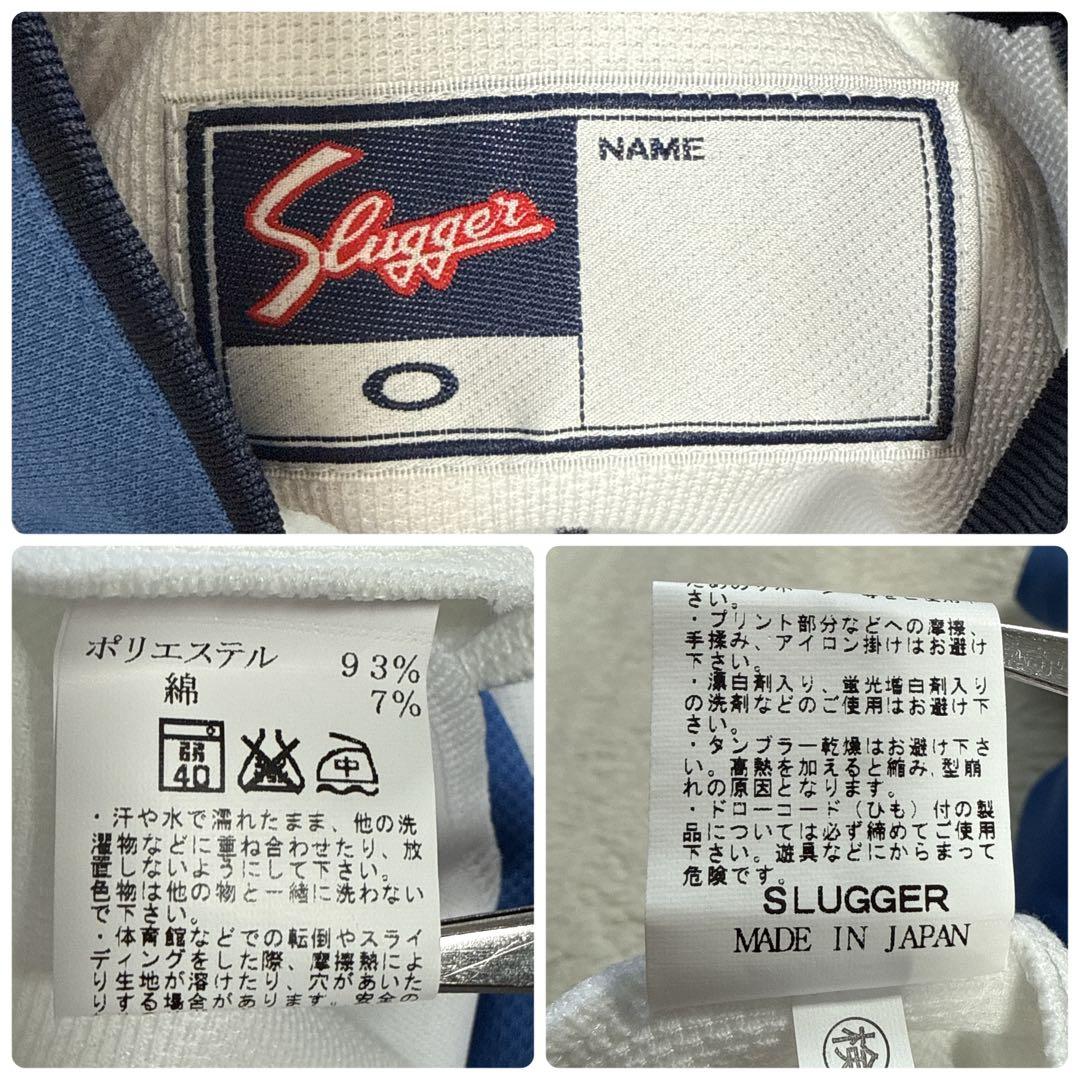 Slugger
NAME
O
ポリエステル 93%
綿 7%
弱
40
中
・汗や水で濡れたまま、他の洗
濯物などに重ね合わせたり、放
置しないようにして下さい。
色物は他の物と一緒に洗わない
で下さい。
・体育館などでの転倒やスライ
ディングをした際、摩擦熱によ
り生地が溶けたり、穴があいた
りする場合があります。安全の
さい。
・プリント部分などへの摩擦、
手揉み、アイロン掛けはお避け
下さい。
・漂白剤入り、蛍光増白剤入り
の洗剤などのご使用はお避け下
さい。
・タンブラー乾燥はお避け下さ
い。高熱を加えると縮み、型崩
れの原因となります。
・ドローコード（ひも）付の製
品については必ず締めてご使用
下さい。遊具などにからまって
危険です。
SLUGGER
MADE IN JAPAN
検